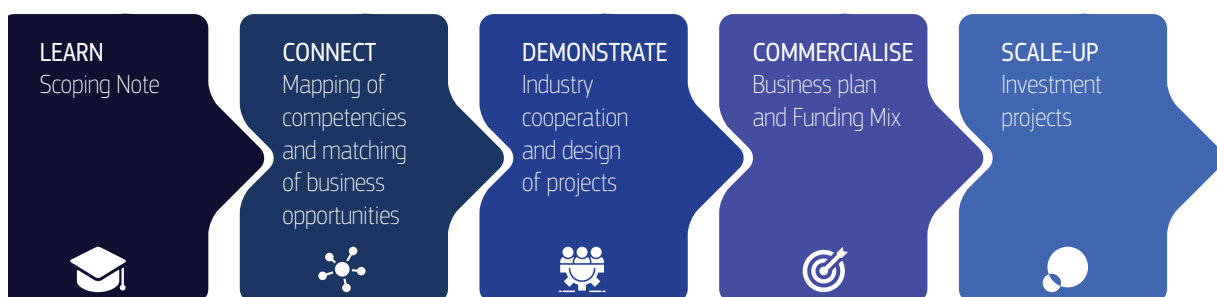 LEARN
Scoping Note
CONNECT
Mapping of
competencies
and matching
of business
opportunities
DEMONSTRATE
Industry
cooperation
and design
of projects
COMMERCIALISE
Business plan
and Funding Mix
SCALE-UP
Investment
projects